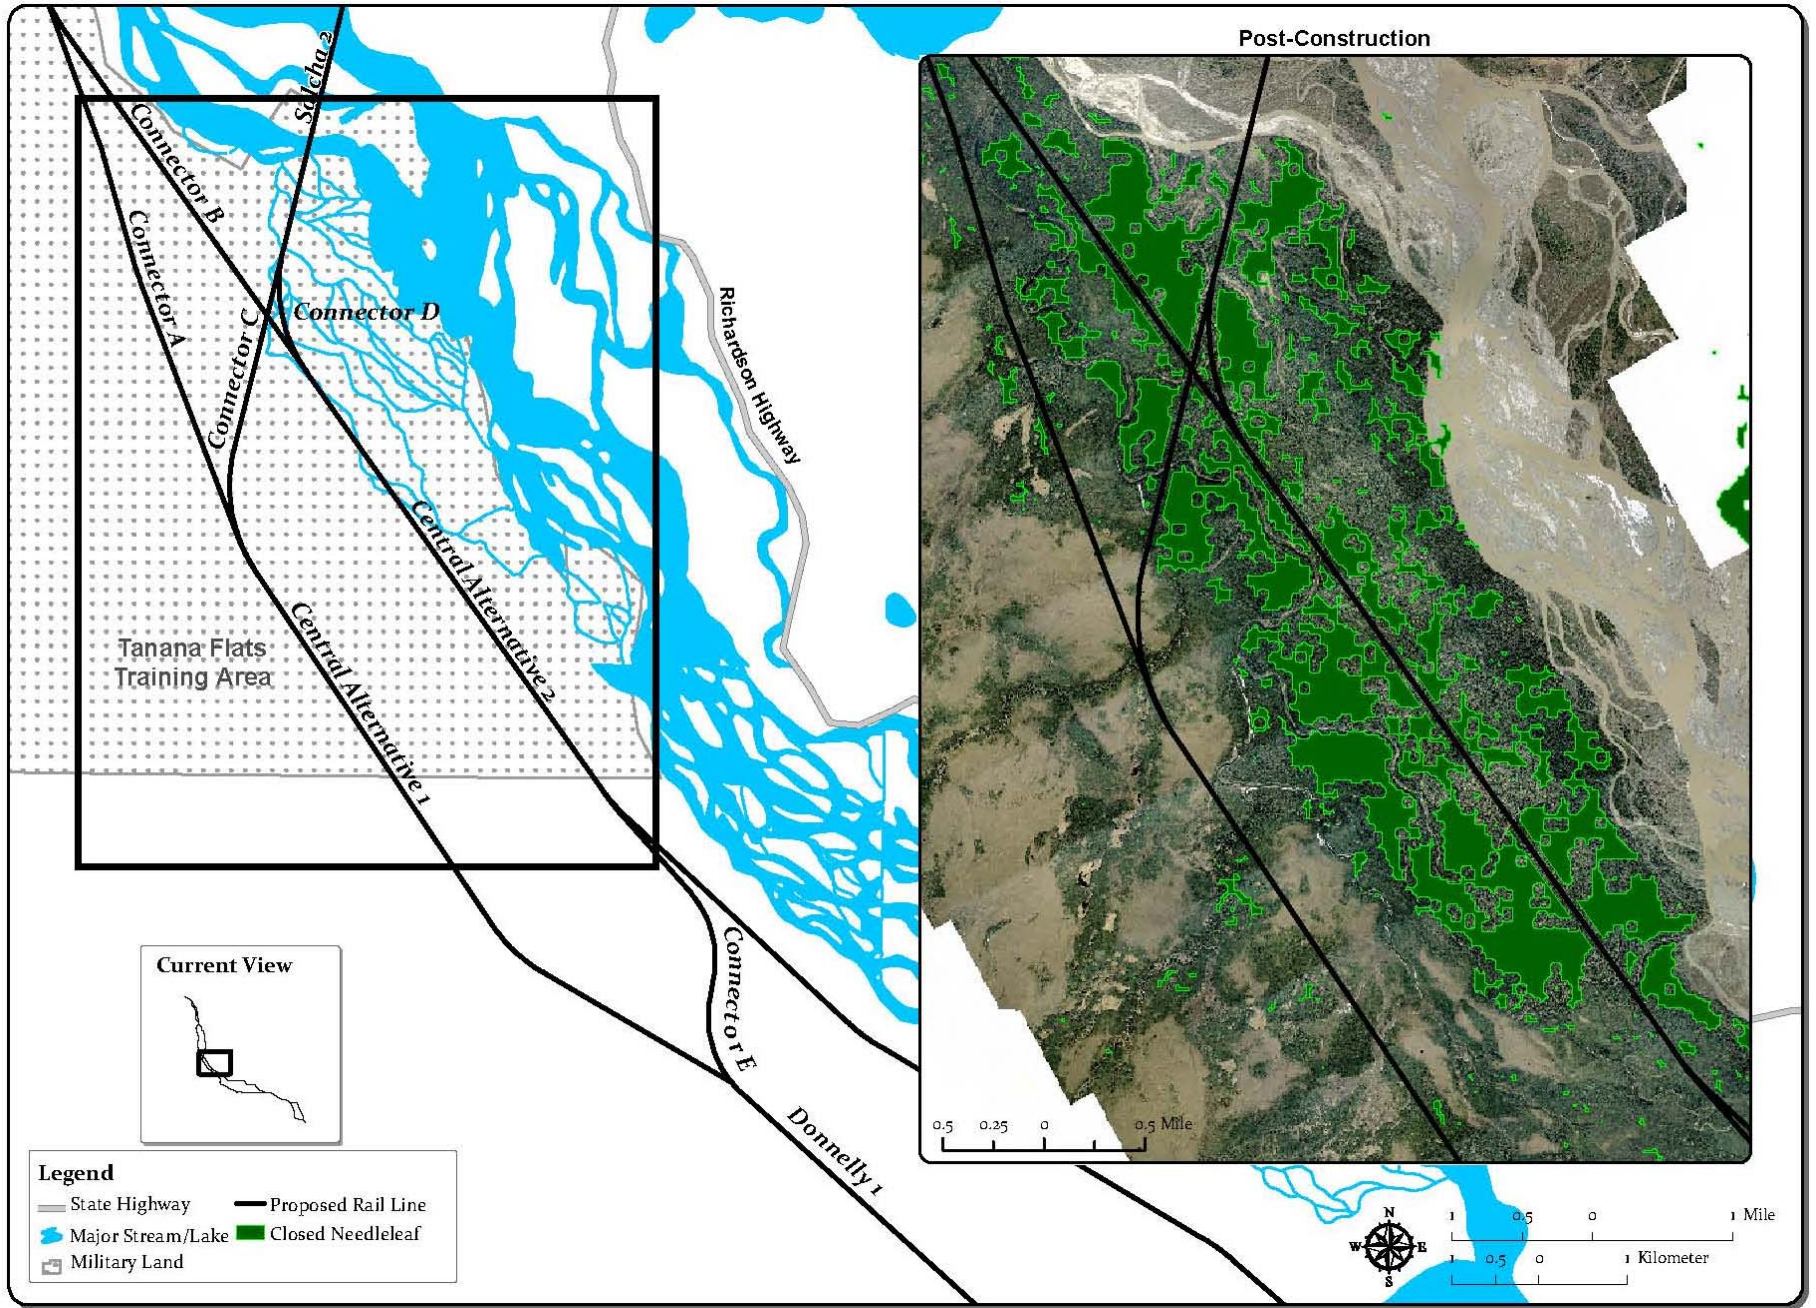 Post-Construction
Salcha 2
Connector B
Connector A
Connector D
Connector C
Richardson Highway
Central Alternative 2
Central Alternative 1
Tanana Flats
Training Area
Connector E
Donnelly 1
0.5 0.25 0 0.5 Mile
Current View
Legend
State Highway
Proposed Rail Line
Major Stream/Lake
Closed Needleleaf
Military Land
N
W E
S
1 0.5 0 1 Mile
1 0.5 0 1 Kilometer